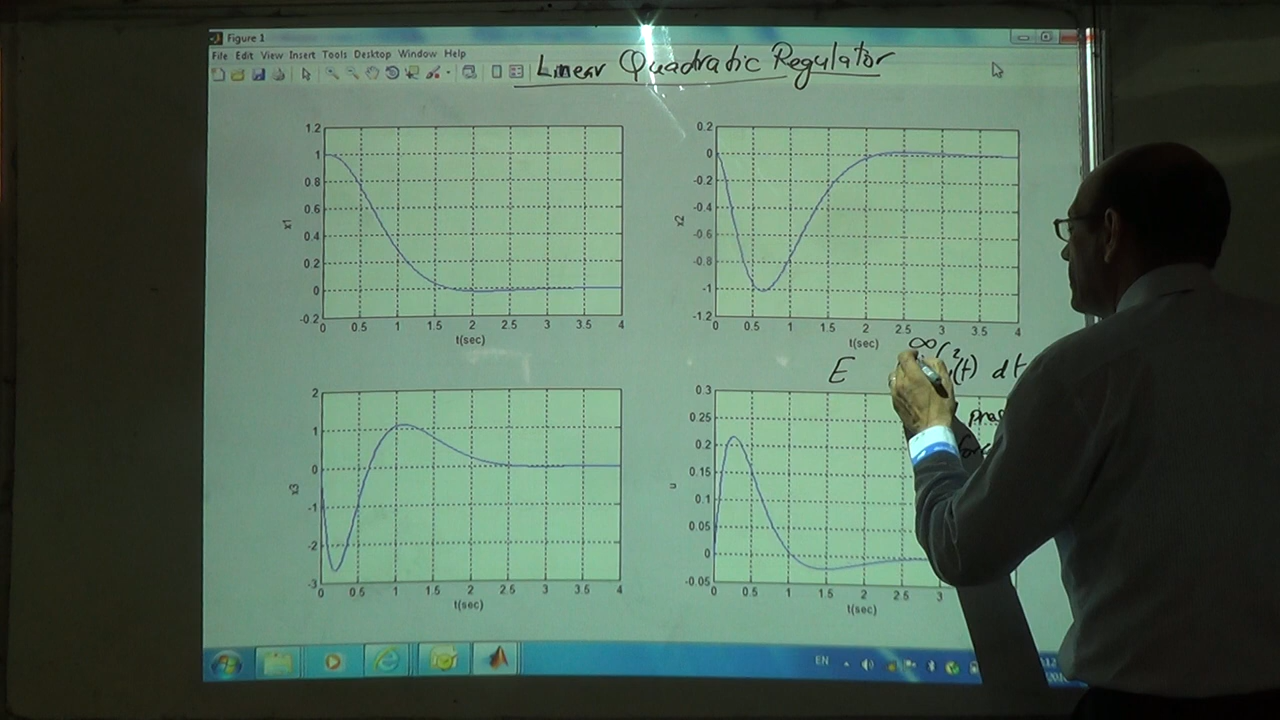 Figure 1
File Edit View Insert Tools Desktop Window Help
Linear Quadratic Regulator
1.2
1
0.8
0.6
0.4
0.2
0
-0.2
x1
0 0.5 1 1.5 2 2.5 3 3.5 4
t(sec)
0.2
0
-0.2
-0.4
-0.6
-0.8
-1
-1.2
x2
0 0.5 1 1.5 2 2.5 3 3.5 4
t(sec)
E ∞ ∫ 2 (t) dt
2
1
0
-1
-2
-3
x3
0 0.5 1 1.5 2 2.5 3 3.5 4
t(sec)
0.3
0.25
0.2
0.15
0.1
0.05
0
-0.05
u
0 0.5 1 1.5 2 2.5 3
t(sec)
EN